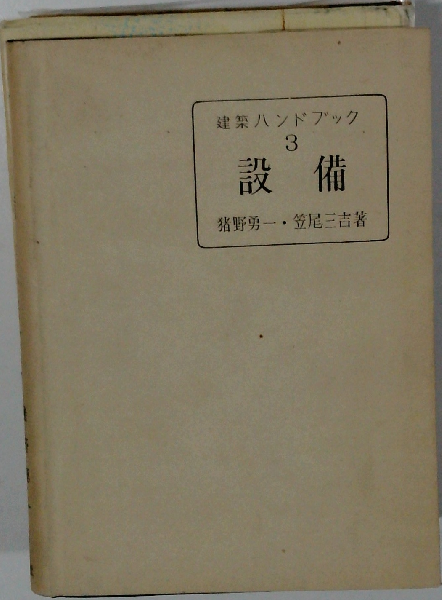 建築ハンドブック
3
設備
猪野勇一・笠尾三吉著